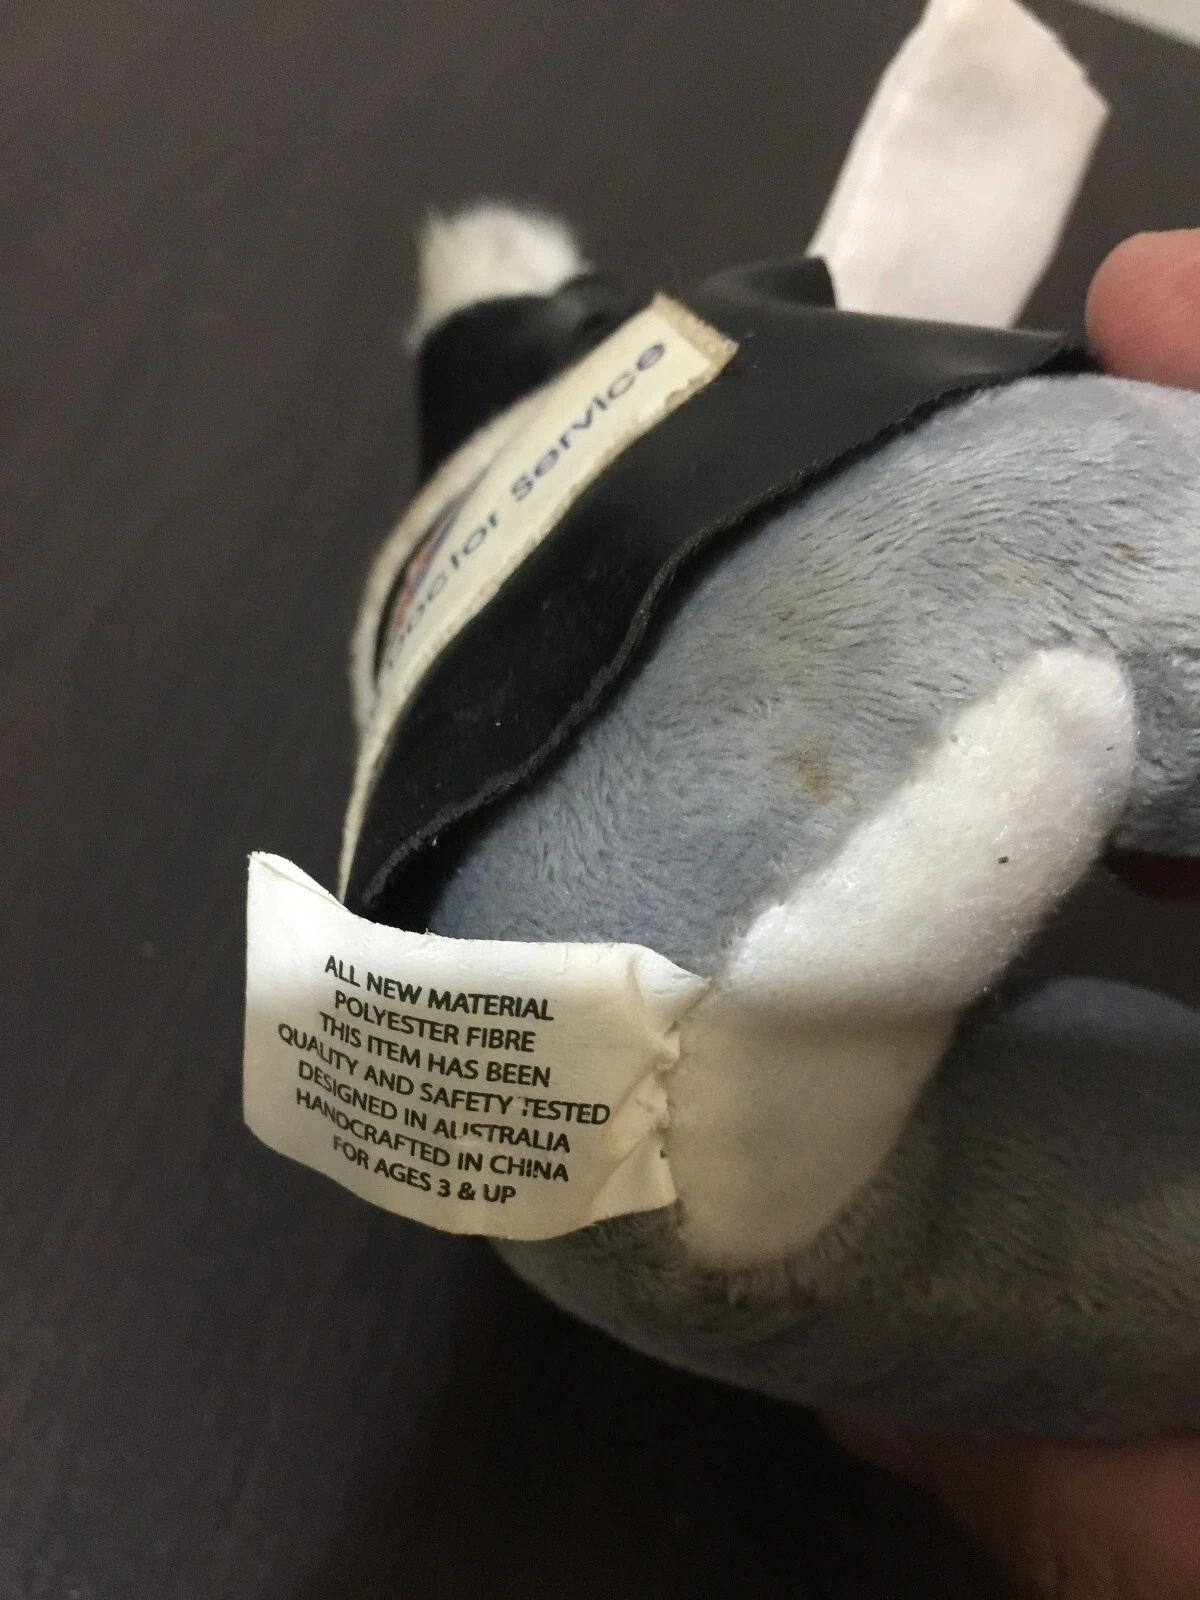 Doctor Service
ALL NEW MATERIAL
POLYESTER FIBRE
THIS ITEM HAS BEEN
QUALITY AND SAFETY TESTED
DESIGNED IN AUSTRALIA
HANDCRAFTED IN CHINA
FOR AGES 3 & UP